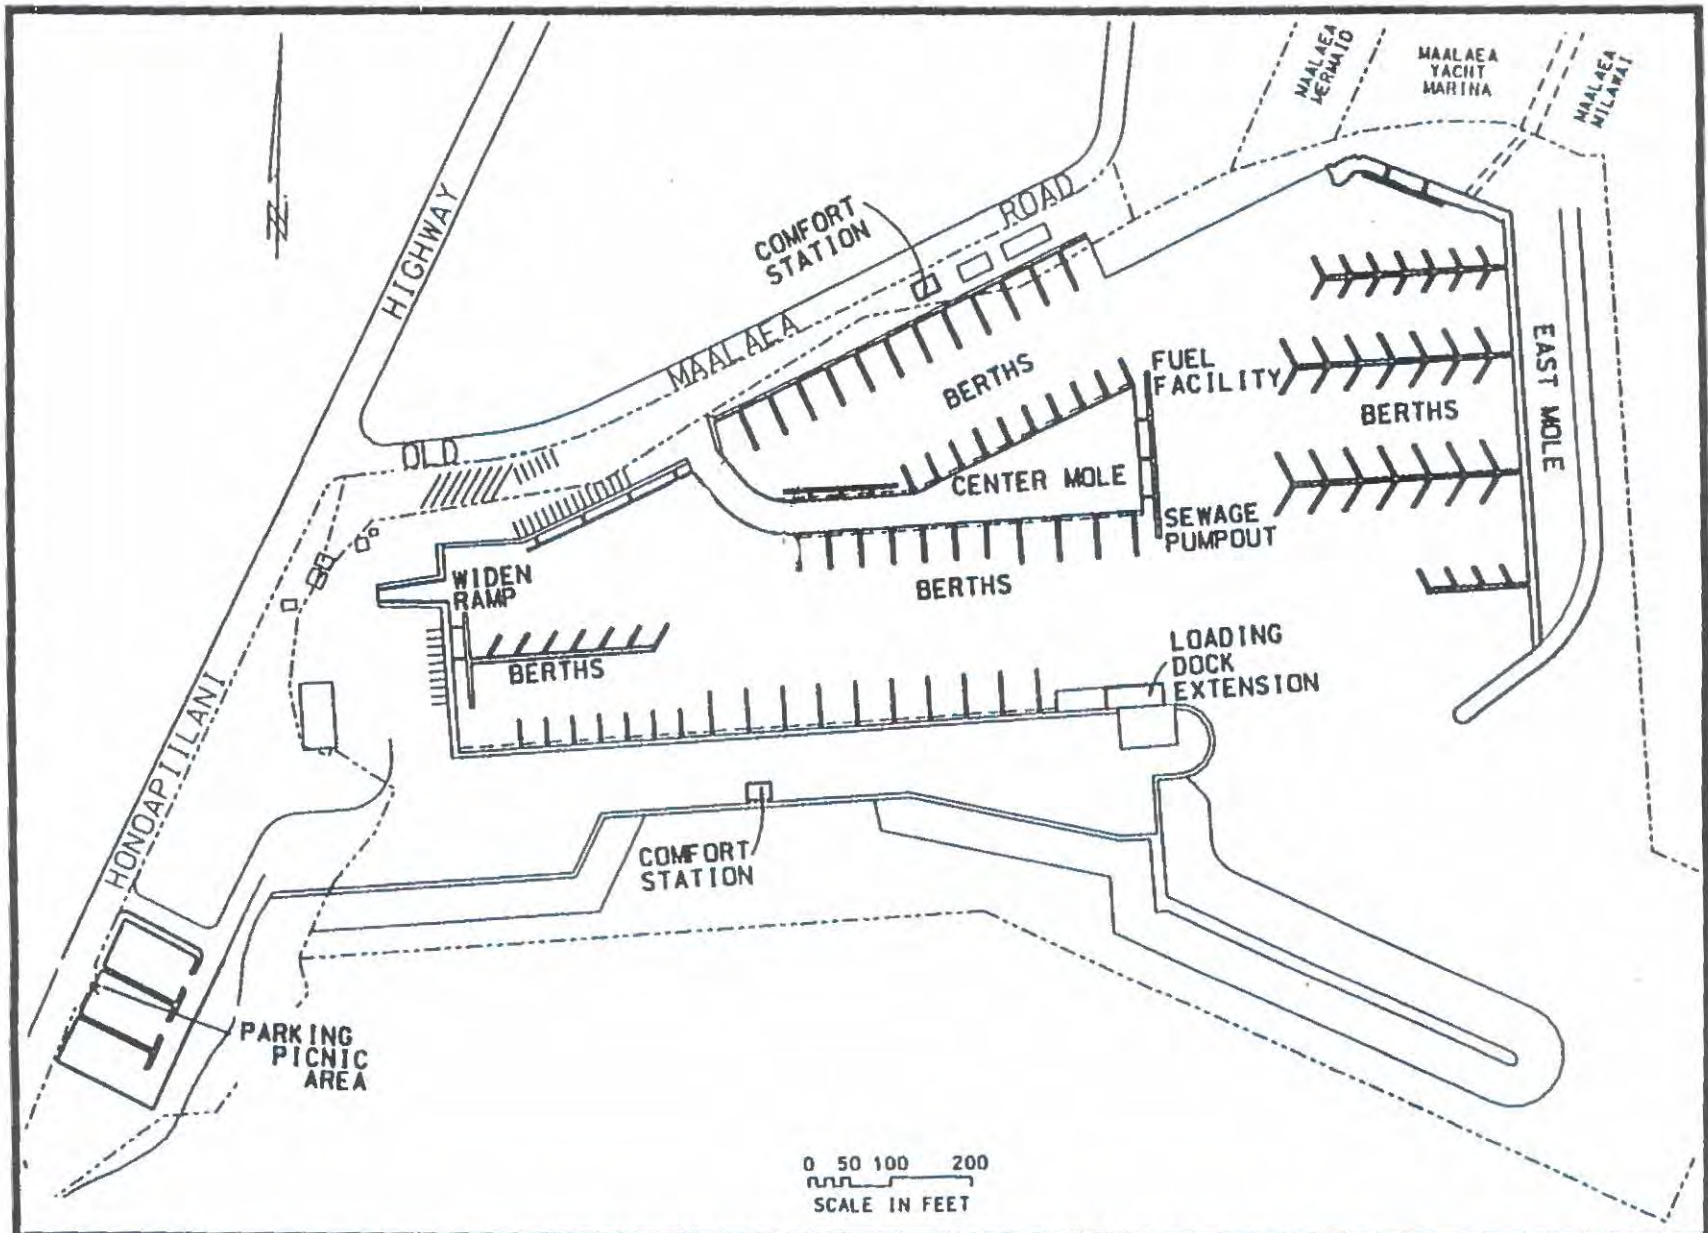 MAALAEA
MERMAID
MAALAEA
YACHT
MARINA
MAALAEA
MILAWAI
HONOAPIILANI
HIGHWAY
COMFORT
STATION
MAALAEA
ROAD
BERTHS
FUEL
FACILITY
BERTHS
EAST MOLE
CENTER MOLE
SEWAGE
PUMPOUT
WIDEN
RAMP
BERTHS
BERTHS
LOADING
DOCK
EXTENSION
COMFORT
STATION
PARKING
PICNIC
AREA
0 50 100 200
SCALE IN FEET